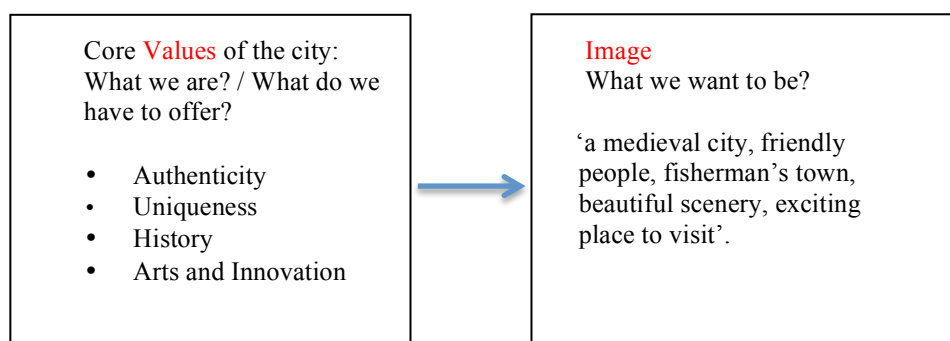 Core Values of the city:
What we are? / What do we
have to offer?
• Authenticity
• Uniqueness
• History
• Arts and Innovation
Image
What we want to be?
‘a medieval city, friendly
people, fisherman’s town,
beautiful scenery, exciting
place to visit’.